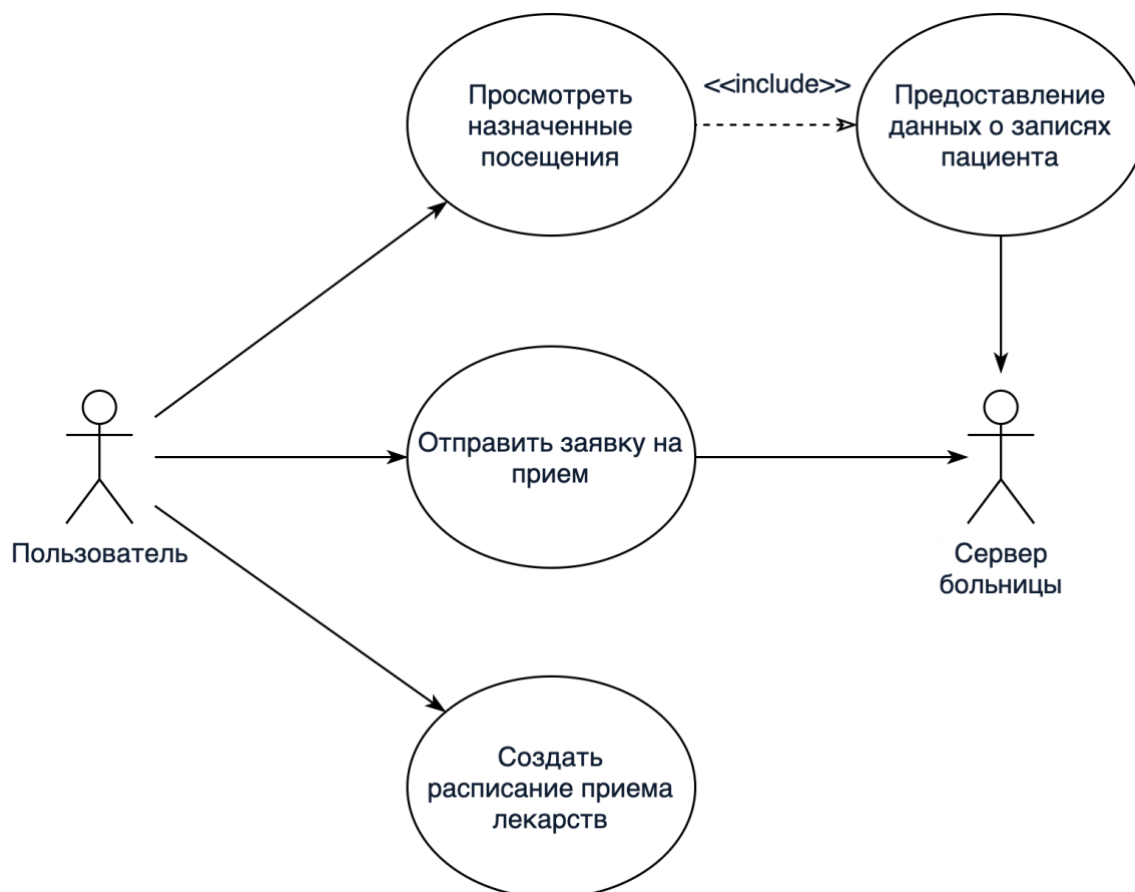 Просмотреть
назначенные
посещения
<<include>>
Предоставление
данных о записях
пациента
Пользователь
Отправить заявку на
прием
Сервер
больницы
Создать
расписание приема
лекарств